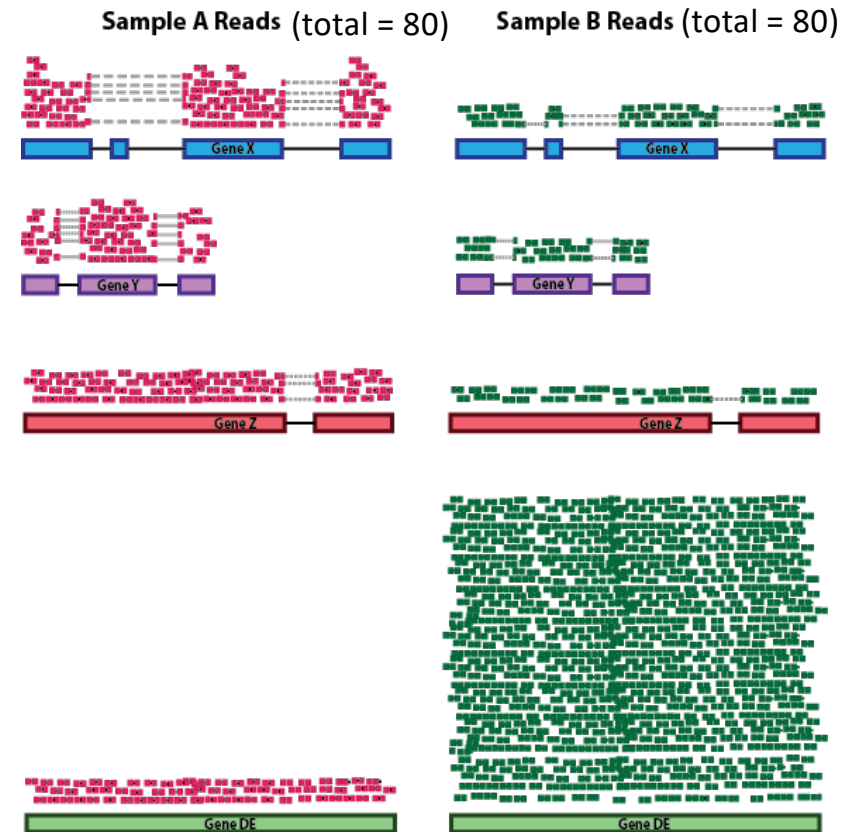 Sample A Reads (total = 80)
Sample B Reads (total = 80)
Gene X
Gene X
Gene Y
Gene Y
Gene Z
Gene Z
Gene DE
Gene DE